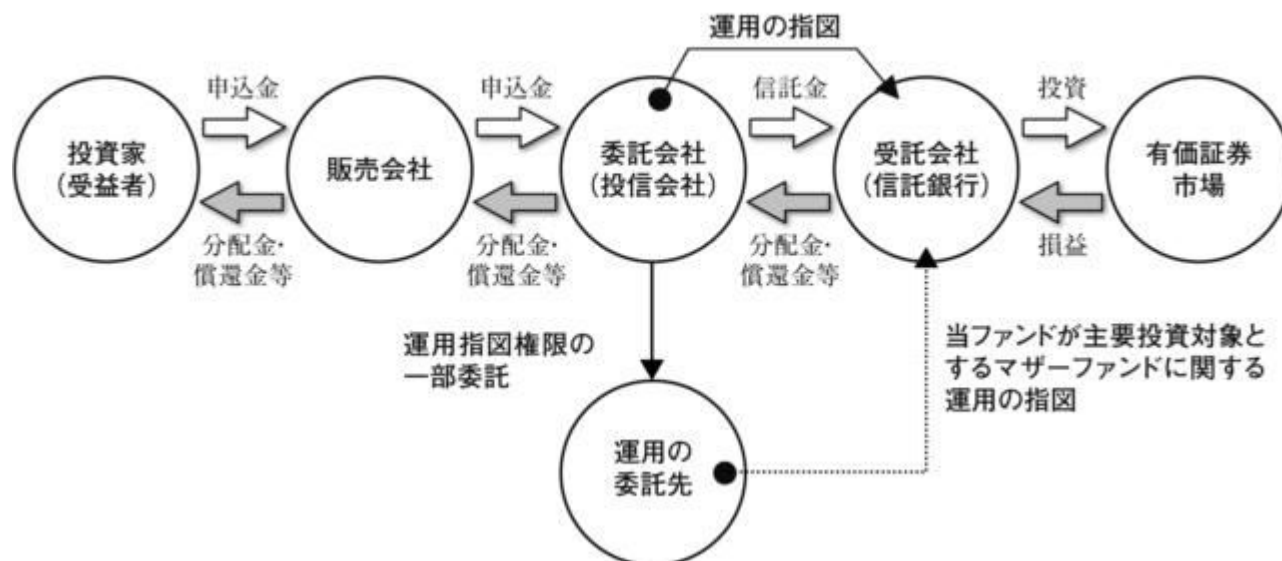 運用の指図
申込金
申込金
信託金
投資
投資家
（受益者）
販売会社
委託会社
（投信会社）
受託会社
（信託銀行）
有価証券
市場
分配金・
償還金等
分配金・
償還金等
分配金・
償還金等
損益
運用指図権限の
一部委託
当ファンドが主要投資対象と
するマザーファンドに関する
運用の指図
運用の
委託先